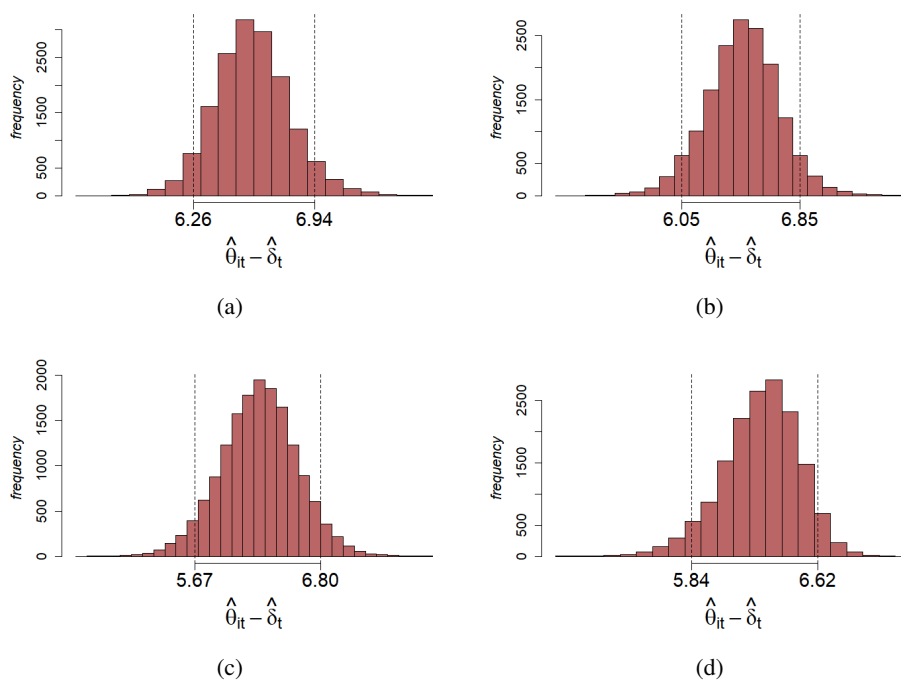 frequency
0
500
1500
2500
6.26
6.94
θ̂it − δ̂t
(a)
frequency
0
500
1500
2500
6.05
6.85
θ̂it − δ̂t
(b)
frequency
0
500
1000
1500
2000
5.67
6.80
θ̂it − δ̂t
(c)
frequency
0
500
1500
2500
5.84
6.62
θ̂it − δ̂t
(d)